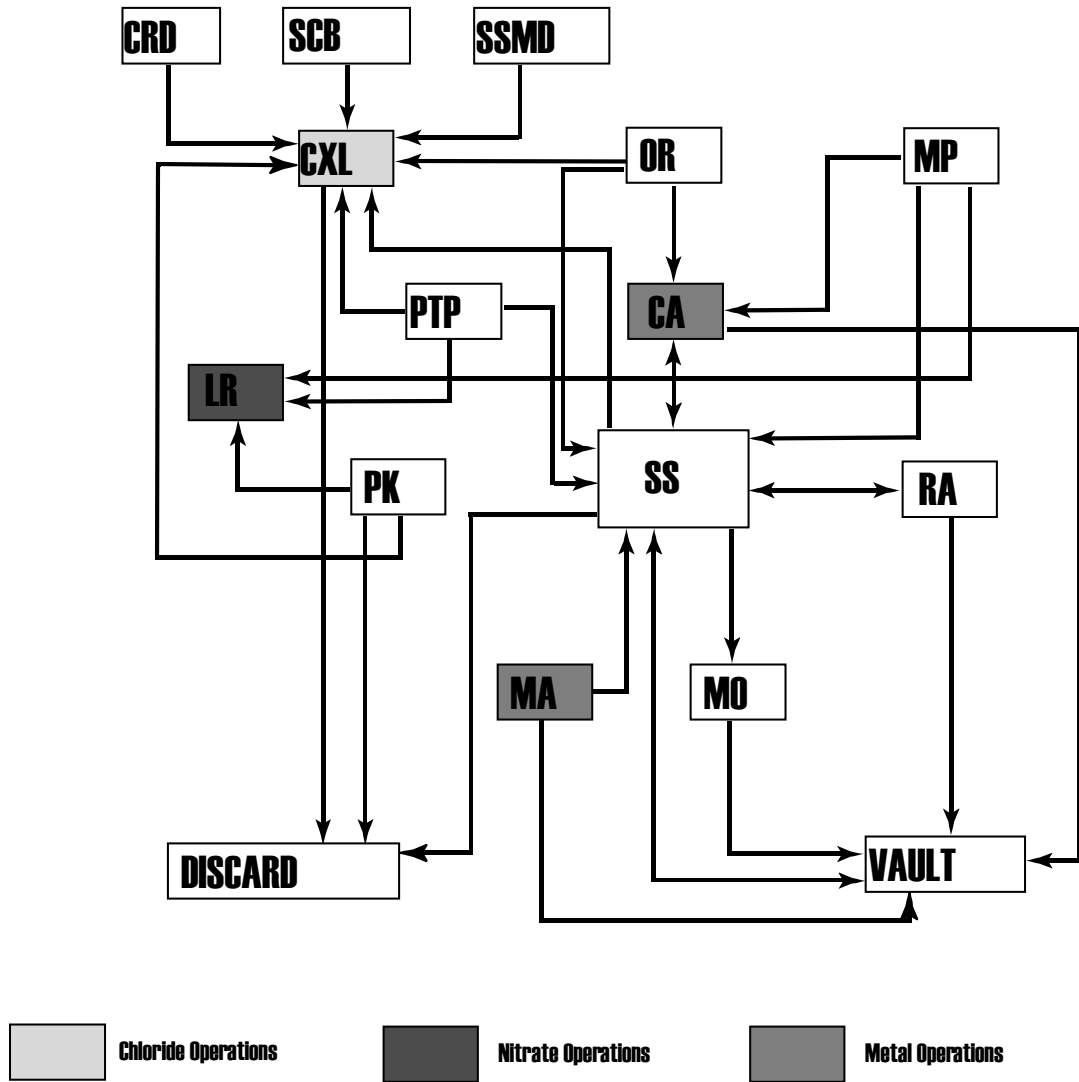 CRD
SCB
SSMD
CXL
OR
MP
PTP
CA
LR
SS
PK
RA
MA
MO
DISCARD
VAULT
Chloride Operations
Nitrate Operations
Metal Operations